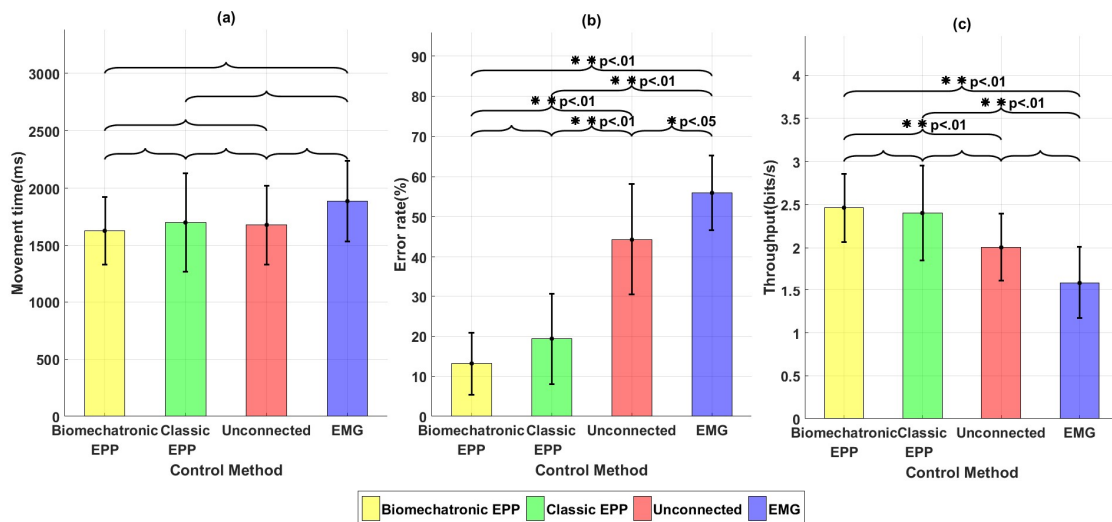 (a)
Movement time(ms)
3000
2500
2000
1500
1000
500
0
Biomechatronic EPP
Classic EPP
Unconnected
EMG
Control Method
(b)
Error rate(%)
90
80
70
60
50
40
30
20
10
0
✱ ✱ p<.01
✱ ✱ p<.01
✱ ✱ p<.01
✱ ✱ p<.01
✱ p<.05
Biomechatronic EPP
Classic EPP
Unconnected
EMG
Control Method
(c)
Throughput(bits/s)
4
3.5
3
2.5
2
1.5
1
0.5
0
✱ ✱ p<.01
✱ ✱ p<.01
✱ ✱ p<.01
Biomechatronic EPP
Classic EPP
Unconnected
EMG
Control Method
Biomechatronic EPP
Classic EPP
Unconnected
EMG